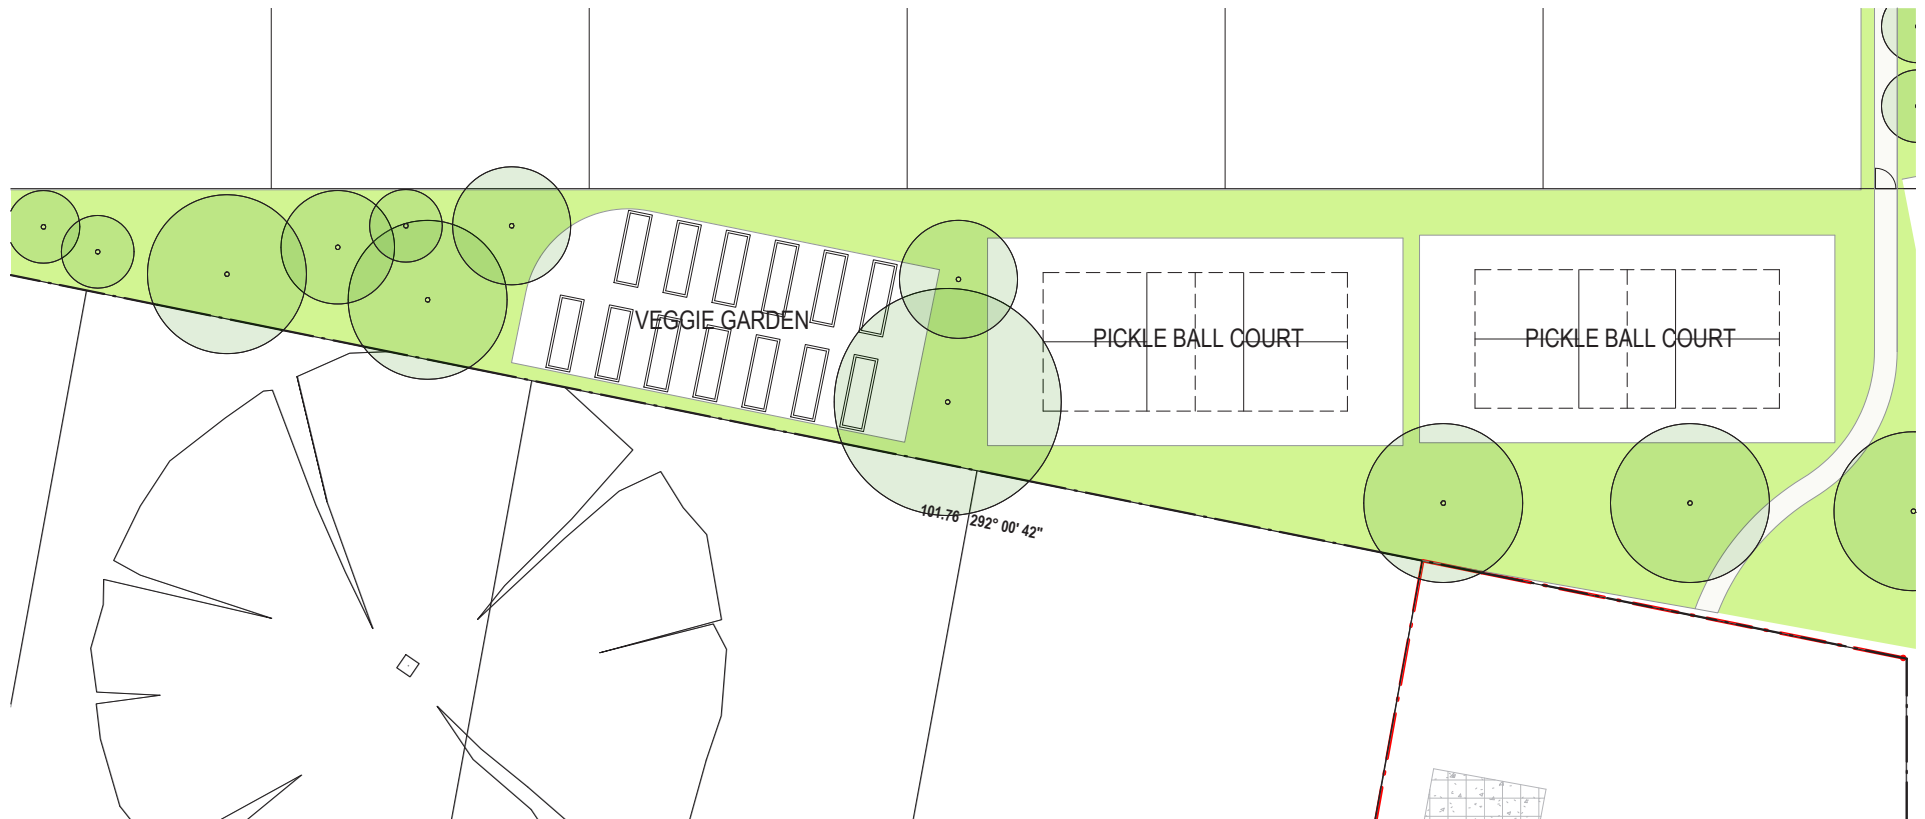 VEGGIE GARDEN
PICKLE BALL COURT
PICKLE BALL COURT
101.76 292° 00' 42"